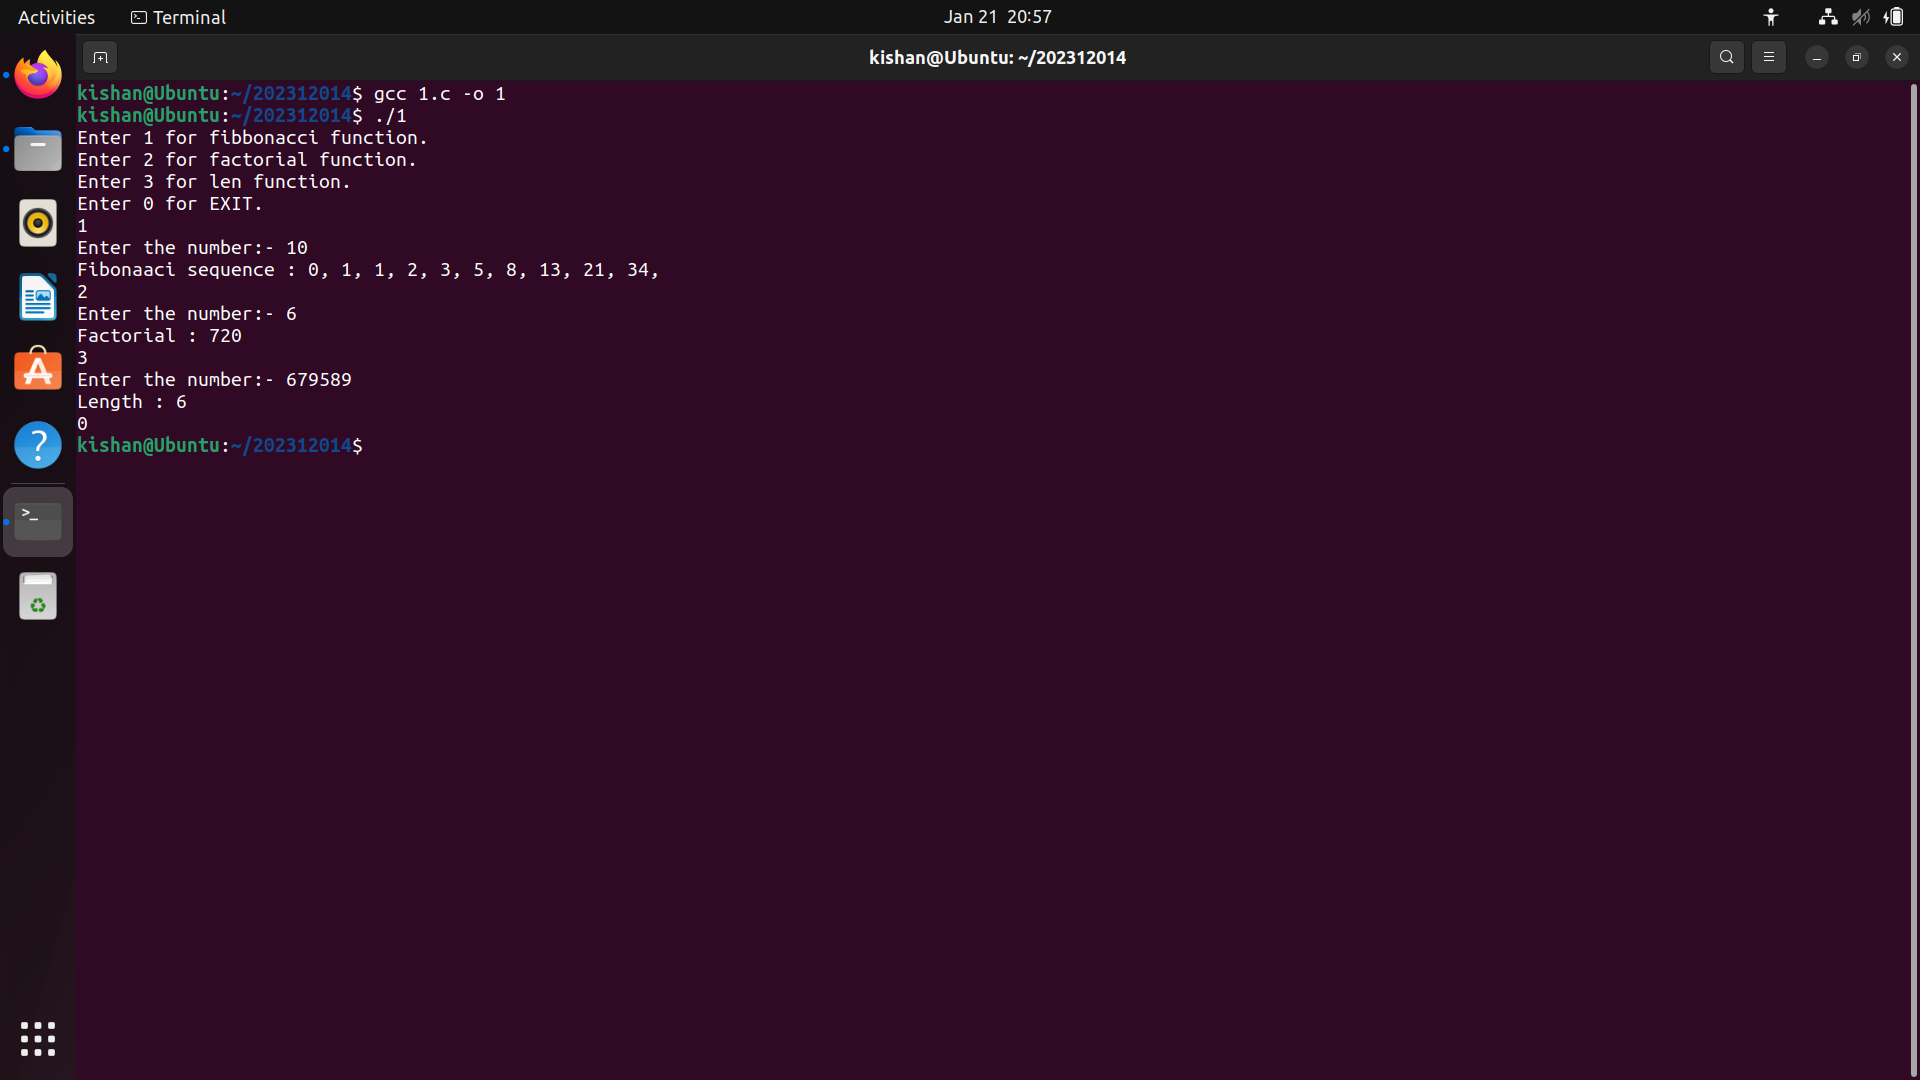 Activities
Terminal
Jan 21 20:57
kishan@Ubuntu: ~/202312014
kishan@Ubuntu:~/202312014$ gcc 1.c -o 1
kishan@Ubuntu:~/202312014$ ./1
Enter 1 for fibbonacci function.
Enter 2 for factorial function.
Enter 3 for len function.
Enter 0 for EXIT.
1
Enter the number:- 10
Fibonaaci sequence : 0, 1, 1, 2, 3, 5, 8, 13, 21, 34,
2
Enter the number:- 6
Factorial : 720
3
Enter the number:- 679589
Length : 6
0
kishan@Ubuntu:~/202312014$